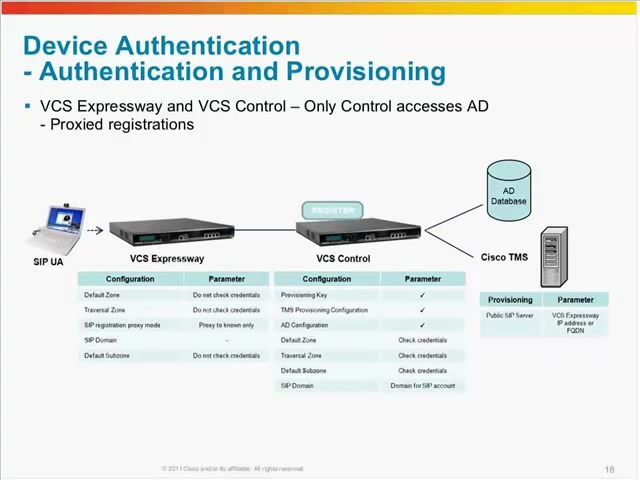 Device Authentication
- Authentication and Provisioning
VCS Expressway and VCS Control – Only Control accesses AD
- Proxied registrations
AD
Database
REGISTER
SIP UA
VCS Expressway
VCS Control
Cisco TMS
Configuration Parameter
Default Zone Do not check credentials
Traversal Zone Do not check credentials
SIP registration proxy mode Proxy to known only
SIP Domain -
Default Subzone Do not check credentials
Configuration Parameter
Provisioning Key ✓
TMS Provisioning Configuration ✓
AD Configuration ✓
Default Zone Check credentials
Traversal Zone Check credentials
Default Subzone Check credentials
SIP Domain Domain for SIP account
Provisioning Parameter
Public SIP Server VCS Expressway
IP address or
FQDN
© 2011 Cisco and/or its affiliates. All rights reserved.
18